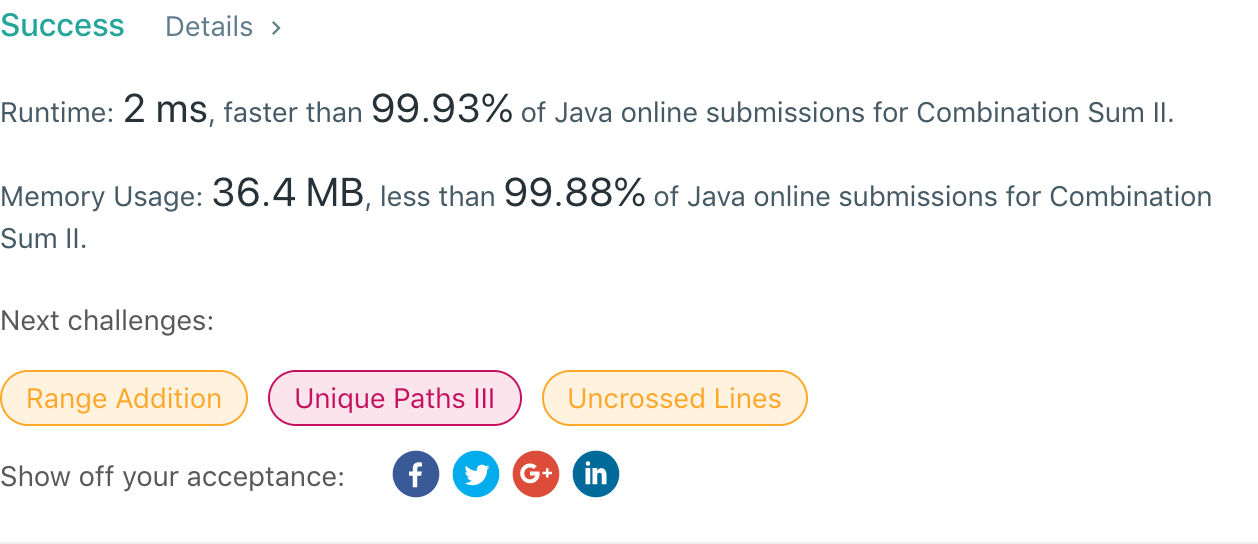 Success Details >
Runtime: 2 ms, faster than 99.93% of Java online submissions for Combination Sum II.
Memory Usage: 36.4 MB, less than 99.88% of Java online submissions for Combination
Sum II.
Next challenges:
Range Addition Unique Paths III Uncrossed Lines
Show off your acceptance: f G+ in